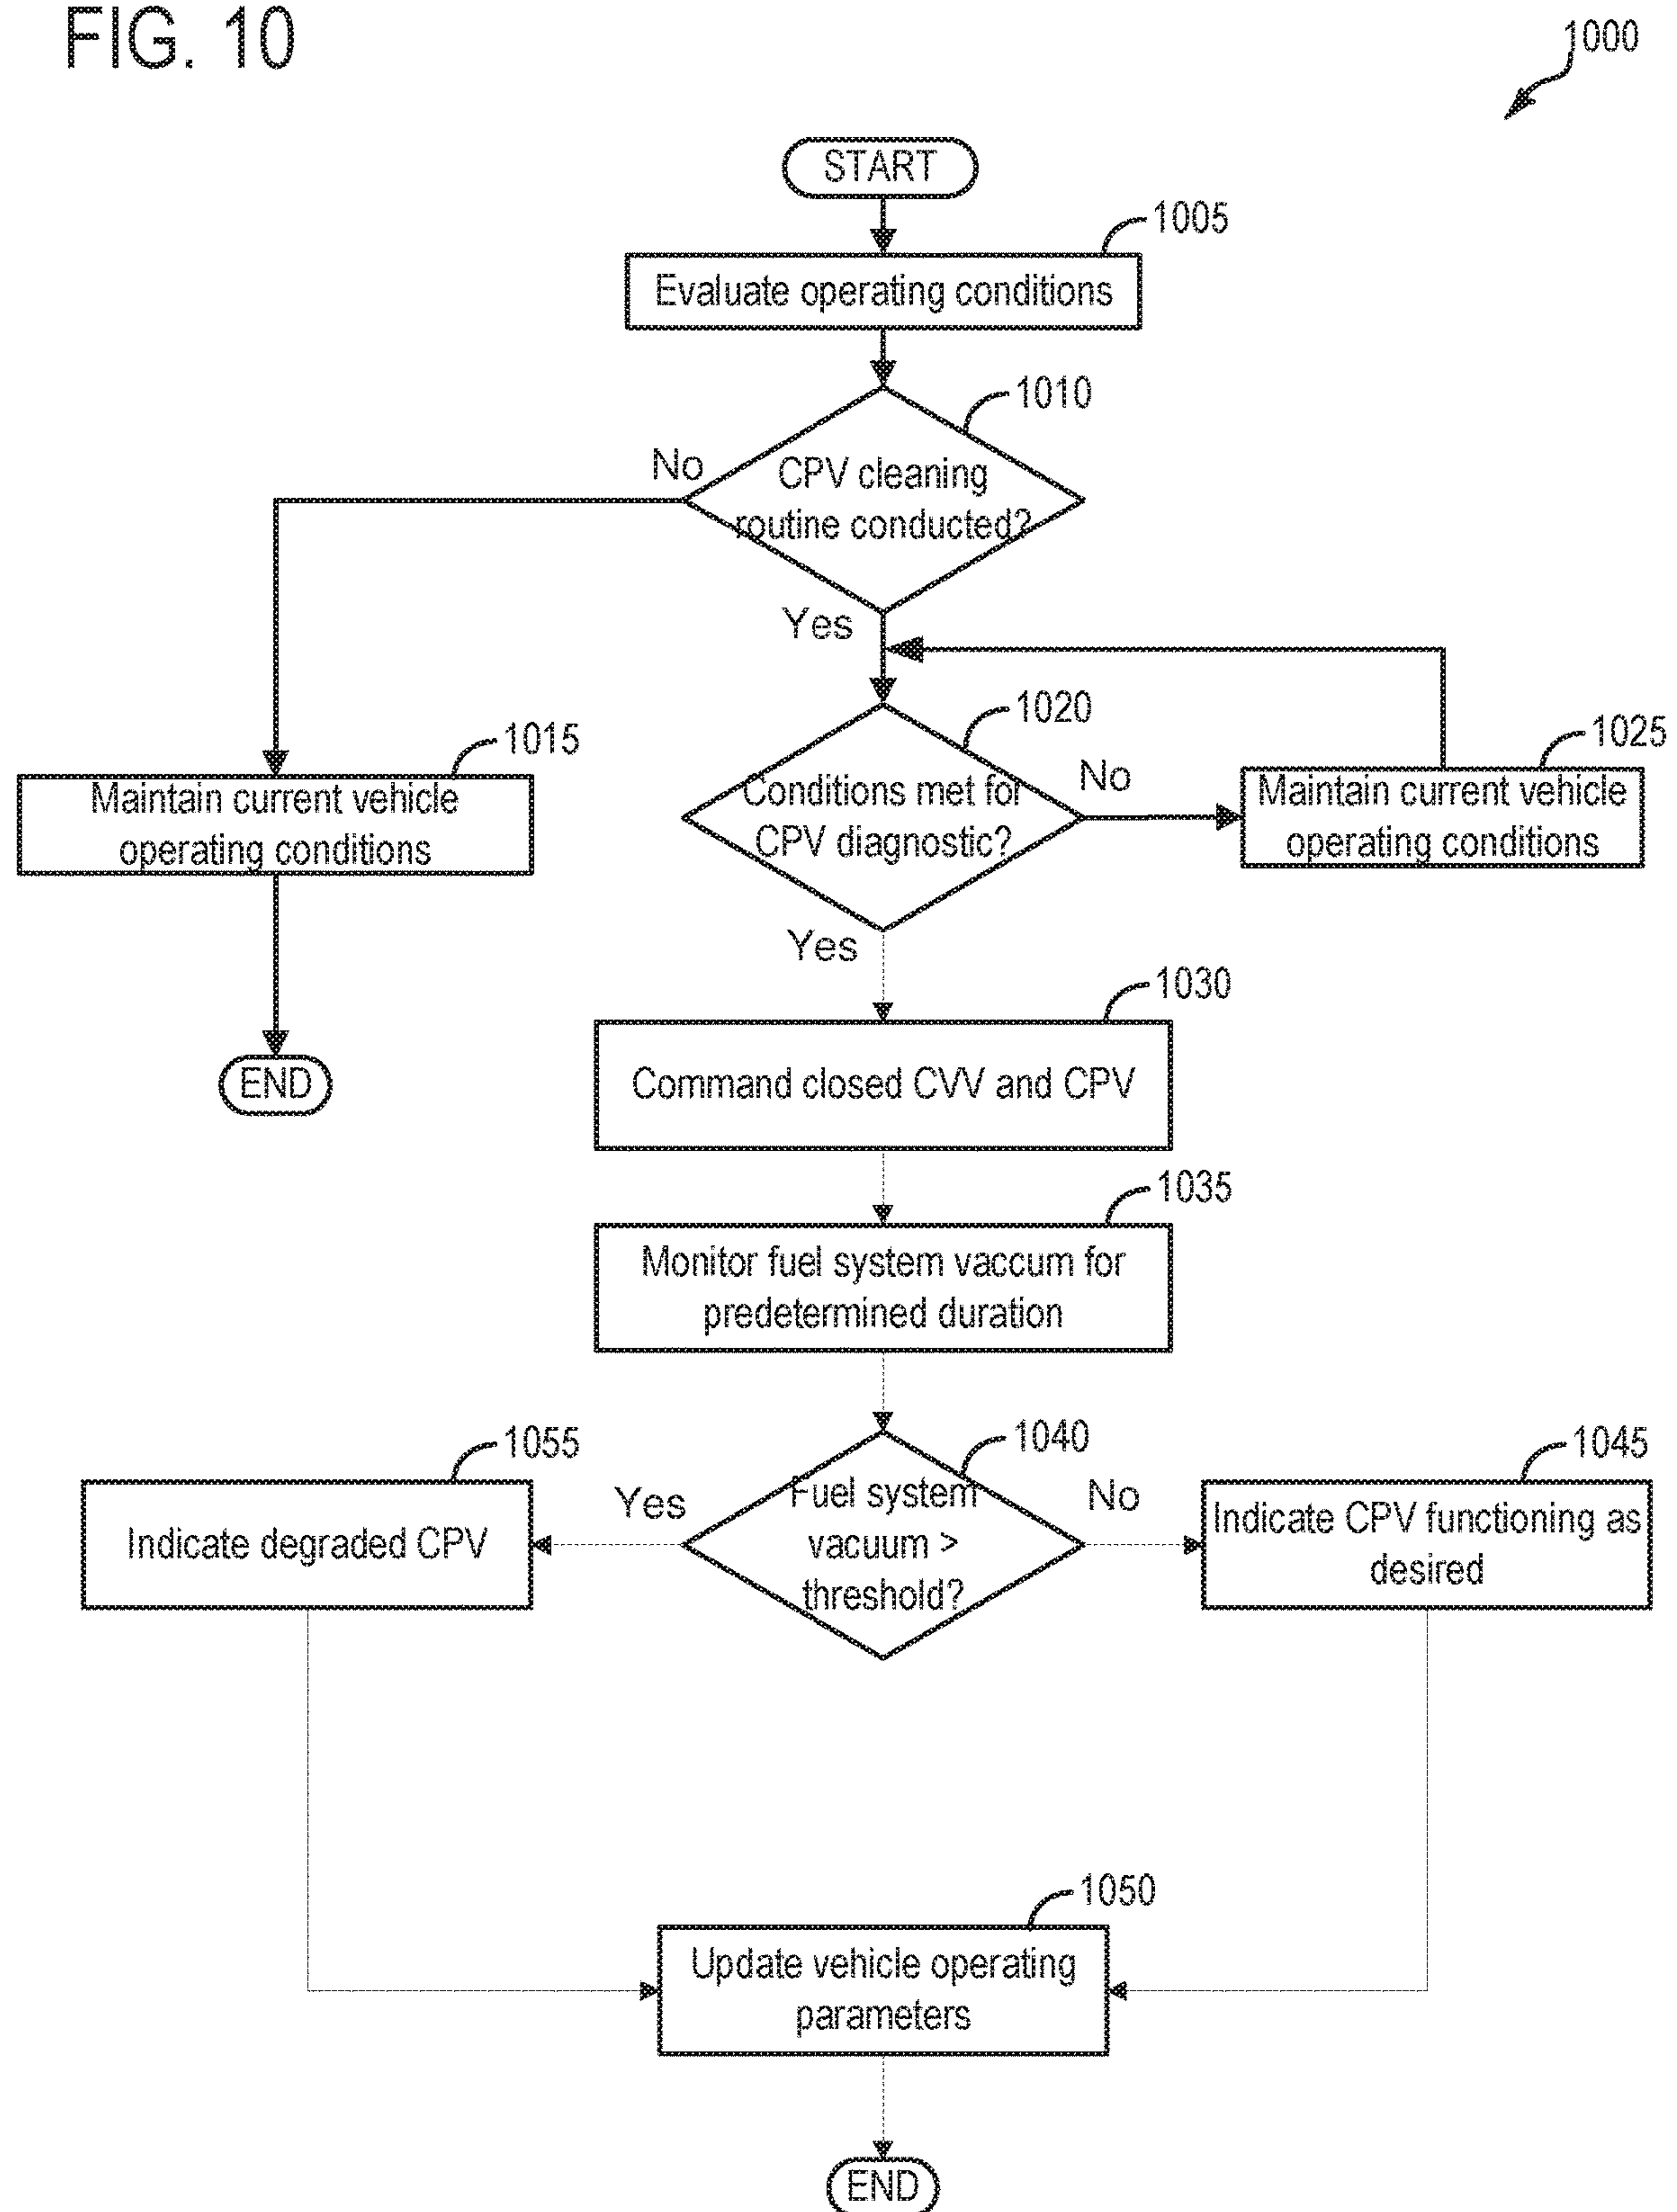 FIG. 10
1000
START
1005
Evaluate operating conditions
1010
No
CPV cleaning
routine conducted?
Yes
1020
1015
1025
Maintain current vehicle
operating conditions
Conditions met for
CPV diagnostic?
No
Maintain current vehicle
operating conditions
Yes
1030
END
Command closed CVV and CPV
1035
Monitor fuel system vaccum for
predetermined duration
1055
1040
1045
Indicate degraded CPV
Yes
Fuel system
vacuum >
threshold?
No
Indicate CPV functioning as
desired
1050
Update vehicle operating
parameters
END